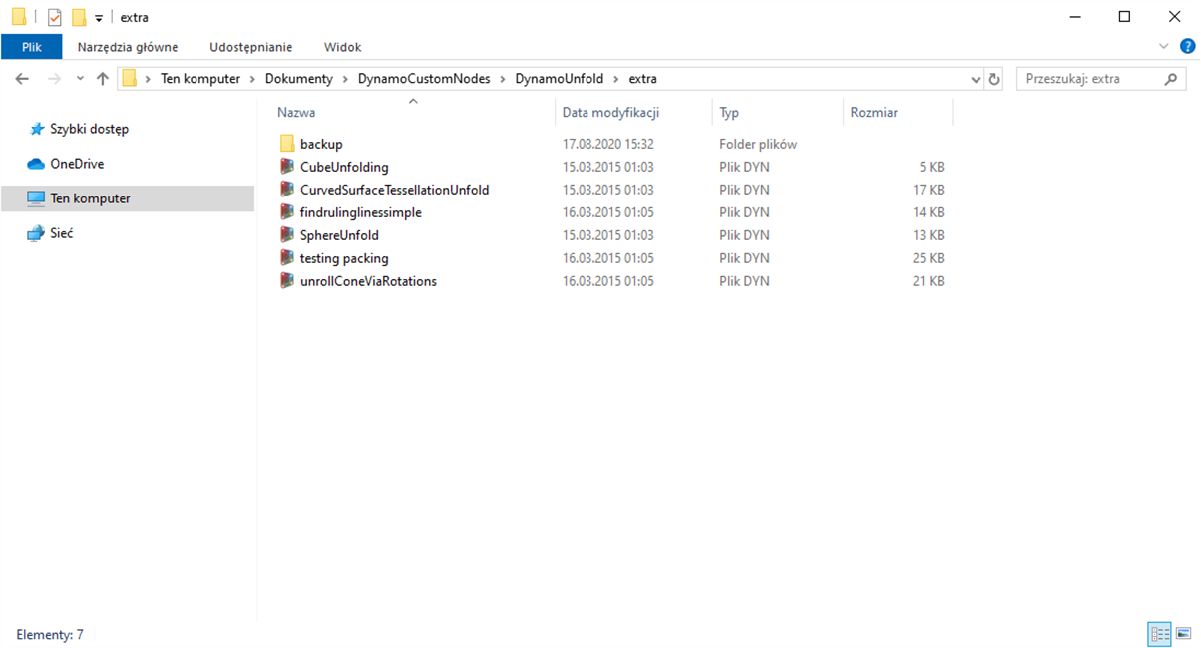 extra
Plik Narzędzia główne Udostępnianie Widok ?
Ten komputer Dokumenty DynamoCustomNodes DynamoUnfold extra Przeszukaj: extra
Nazwa Data modyfikacji Typ Rozmiar
Szybki dostęp
OneDrive
Ten komputer
Sieć
backup 17.08.2020 15:32 Folder plików
CubeUnfolding 15.03.2015 01:03 Plik DYN 5 KB
CurvedSurfaceTessellationUnfold 15.03.2015 01:03 Plik DYN 17 KB
findrulinglinessimple 16.03.2015 01:05 Plik DYN 14 KB
SphereUnfold 15.03.2015 01:03 Plik DYN 13 KB
testing packing 16.03.2015 01:05 Plik DYN 25 KB
unrollConeViaRotations 16.03.2015 01:05 Plik DYN 21 KB
Elementy: 7